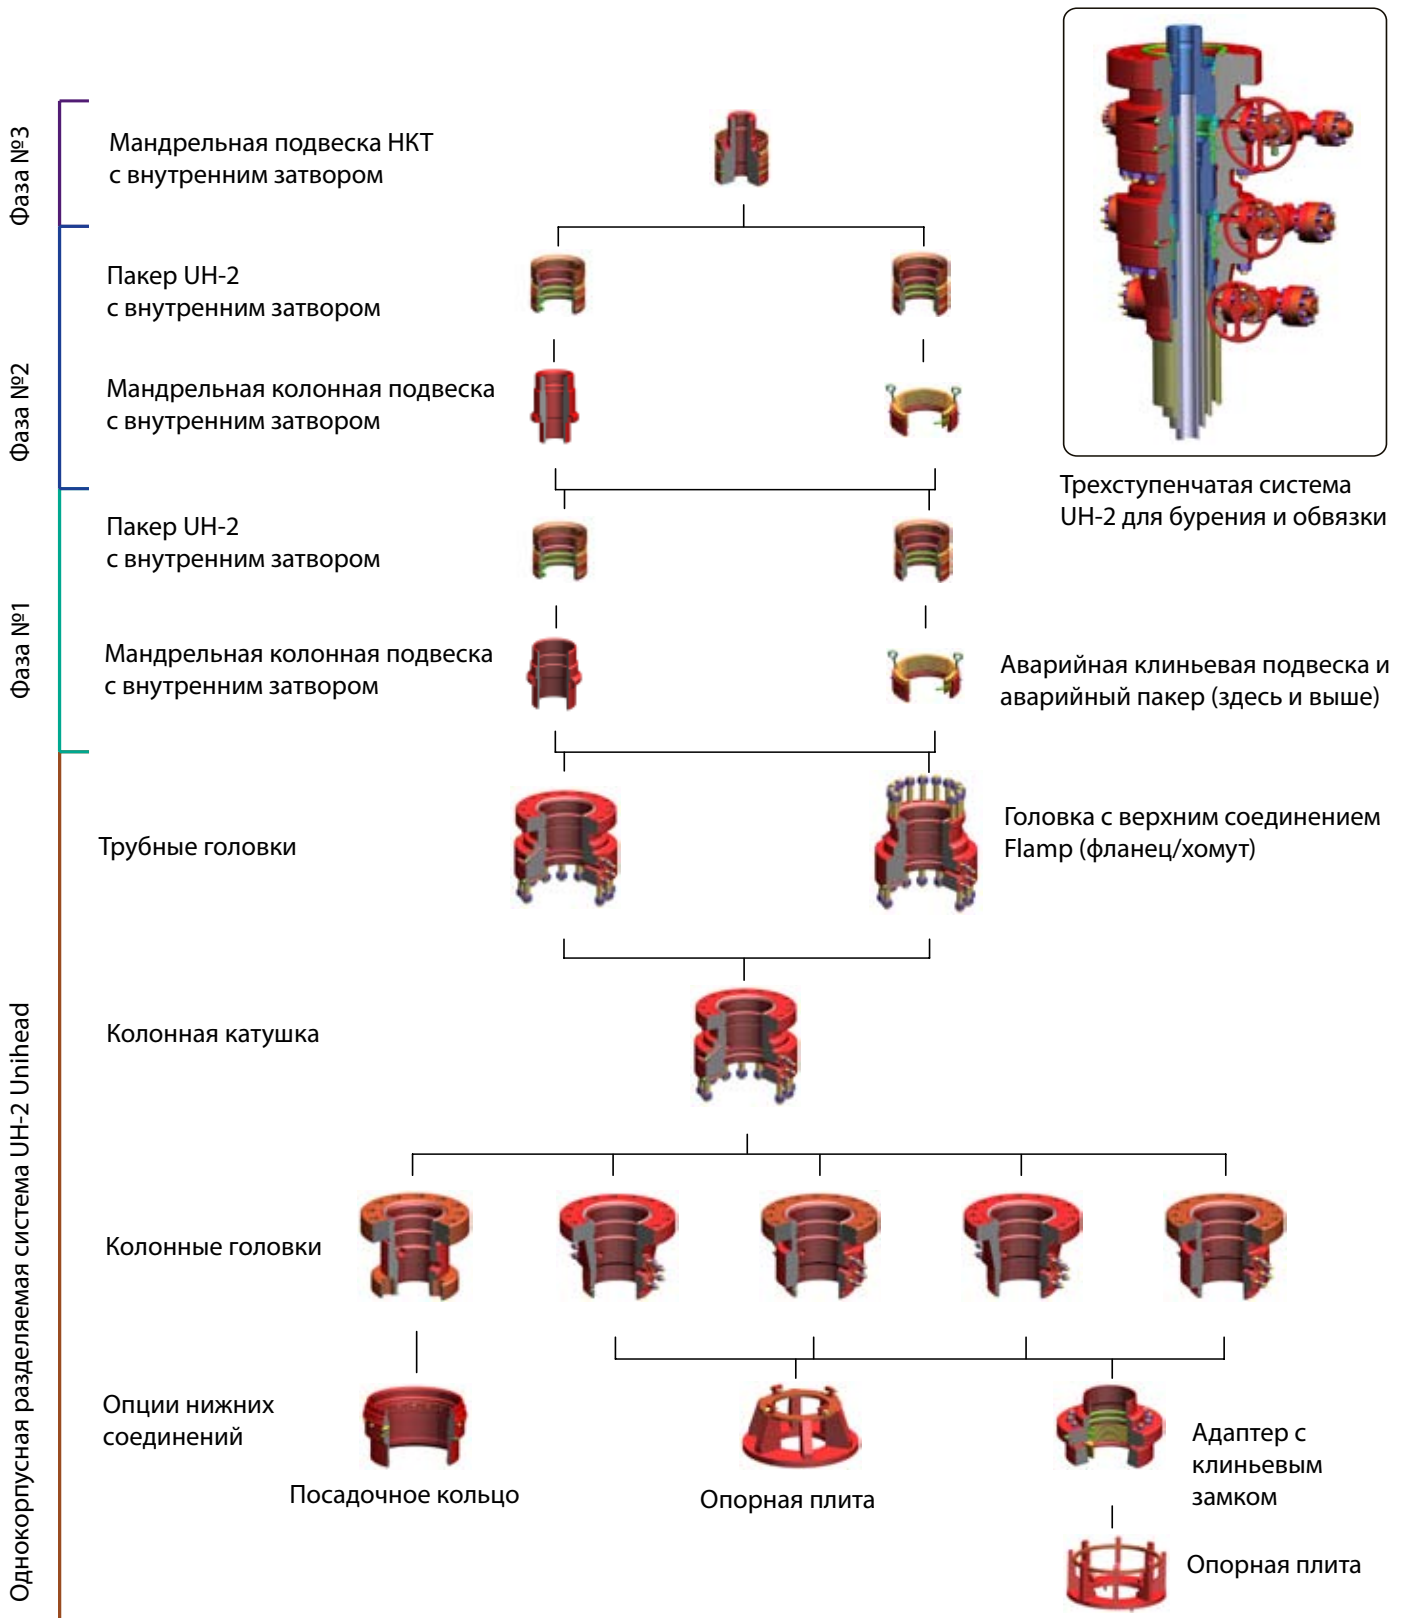 Фаза №3
Мандрельная подвеска НКТ
с внутренним затвором
Фаза №2
Пакер UH-2
с внутренним затвором
Мандрельная колонная подвеска
с внутренним затвором
Трехступенчатая система
UH-2 для бурения и обвязки
Фаза №1
Пакер UH-2
с внутренним затвором
Мандрельная колонная подвеска
с внутренним затвором
Аварийная клиньевая подвеска и
аварийный пакер (здесь и выше)
Однокорпусная разделяемая система UH-2 Unihead
Трубные головки
Головка с верхним соединением
Flamp (фланец/хомут)
Колонная катушка
Колонные головки
Опции нижних
соединений
Посадочное кольцо
Опорная плита
Адаптер с
клиньевым
замком
Опорная плита